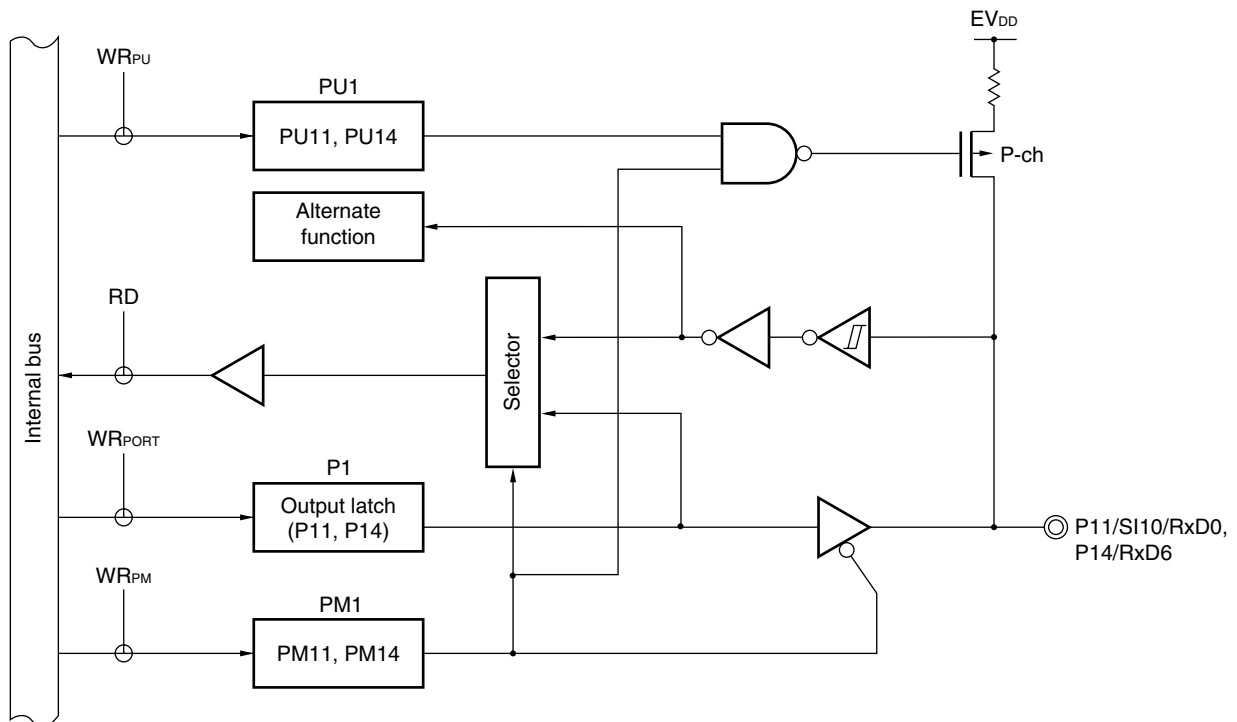 EVDD
WRPU
PU1
PU11, PU14
P-ch
Alternate
function
RD
Selector
Internal bus
WRPORT
P1
Output latch
(P11, P14)
P11/SI10/RxD0,
P14/RxD6
WRPM
PM1
PM11, PM14